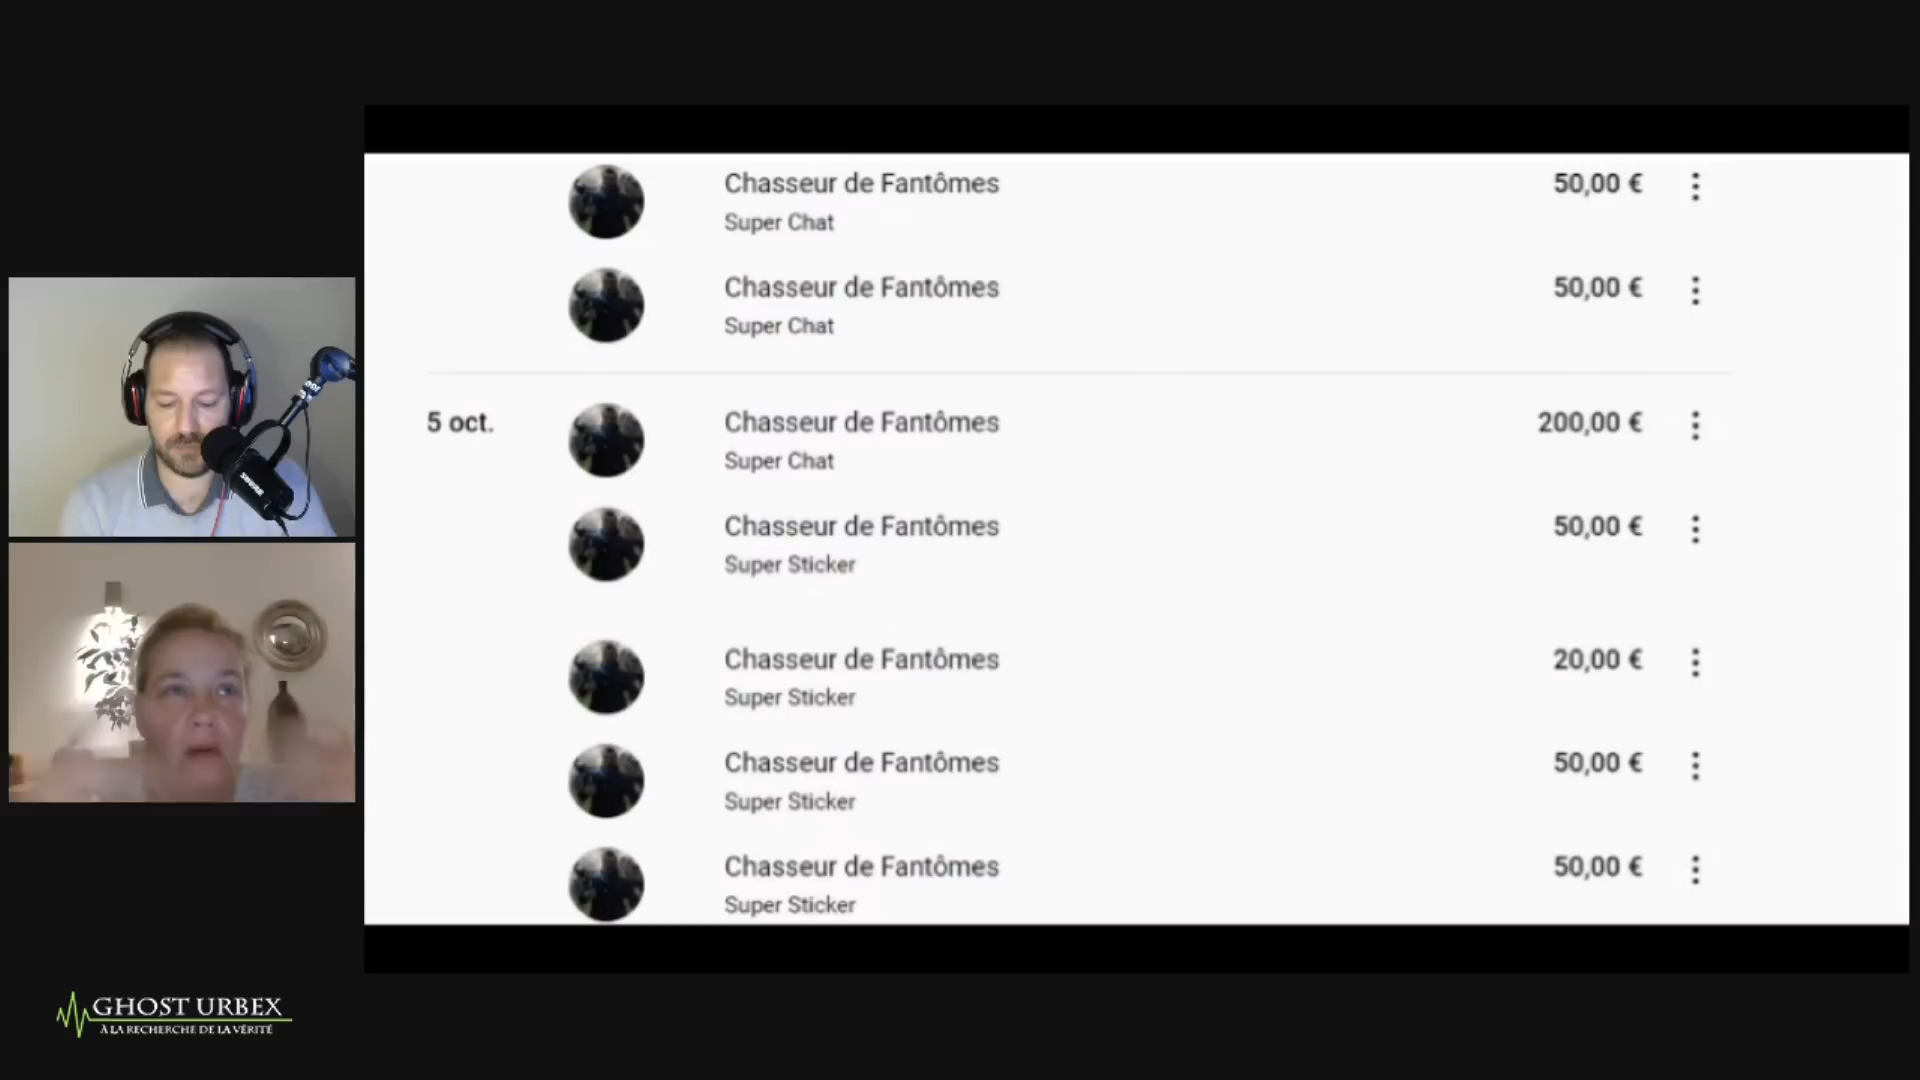 Chasseur de Fantômes 50,00 €
Super Chat
Chasseur de Fantômes 50,00 €
Super Chat
5 oct. Chasseur de Fantômes 200,00 €
Super Chat
Chasseur de Fantômes 50,00 €
Super Sticker
Chasseur de Fantômes 20,00 €
Super Sticker
Chasseur de Fantômes 50,00 €
Super Sticker
Chasseur de Fantômes 50,00 €
Super Sticker
SHURE
GHOST URBEX
À LA RECHERCHE DE LA VÉRITÉ